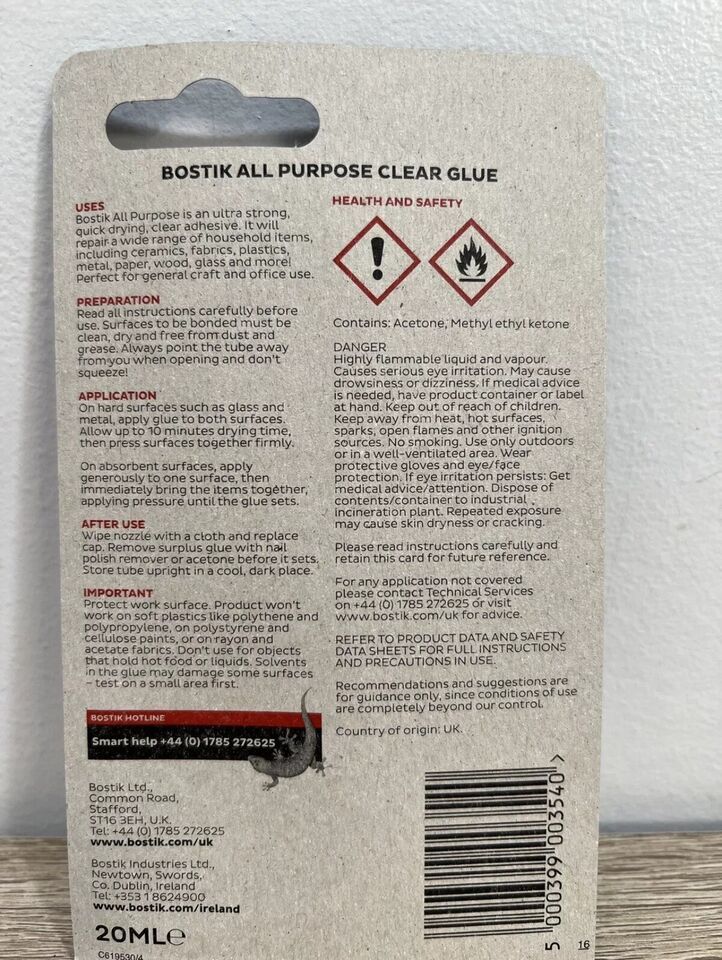 BOSTIK ALL PURPOSE CLEAR GLUE
USES
Bostik All Purpose is an ultra strong,
quick drying, clear adhesive. It will
repair a wide range of household items,
including ceramics, fabrics, plastics,
metal, paper, wood, glass and more!
Perfect for general craft and office use.
PREPARATION
Read all instructions carefully before
use. Surfaces to be bonded must be
clean, dry and free from dust and
grease. Always point the tube away
from you when opening and don't
squeeze!
APPLICATION
On hard surfaces such as glass and
metal, apply glue to both surfaces.
Allow up to 10 minutes drying time,
then press surfaces together firmly.
On absorbent surfaces, apply
generously to one surface, then
immediately bring the items together,
applying pressure until the glue sets.
AFTER USE
Wipe nozzle with a cloth and replace
cap. Remove surplus glue with nail
polish remover or acetone before it sets.
Store tube upright in a cool, dark place.
IMPORTANT
Protect work surface. Product won't
work on soft plastics like polythene and
polypropylene, on polystyrene and
cellulose paints, or on rayon and
acetate fabrics. Don't use for objects
that hold hot food or liquids. Solvents
in the glue may damage some surfaces
– test on a small area first.
BOSTIK HOTLINE
Smart help +44 (0) 1785 272625
Bostik Ltd.,
Common Road,
Stafford,
ST16 3EH, U.K.
Tel: +44 (0) 1785 272625
www.bostik.com/uk
Bostik Industries Ltd.,
Newtown, Swords,
Co. Dublin, Ireland
Tel: +353 1 8624900
www.bostik.com/ireland
20MLe
C619530/4
HEALTH AND SAFETY
Contains: Acetone, Methyl ethyl ketone
DANGER
Highly flammable liquid and vapour.
Causes serious eye irritation. May cause
drowsiness or dizziness. If medical advice
is needed, have product container or label
at hand. Keep out of reach of children.
Keep away from heat, hot surfaces,
sparks, open flames and other ignition
sources. No smoking. Use only outdoors
or in a well-ventilated area. Wear
protective gloves and eye/face
protection. If eye irritation persists: Get
medical advice/attention. Dispose of
contents/container to industrial
incineration plant. Repeated exposure
may cause skin dryness or cracking.
Please read instructions carefully and
retain this card for future reference.
For any application not covered
please contact Technical Services
on +44 (0) 1785 272625 or visit
www.bostik.com/uk for advice.
REFER TO PRODUCT DATA AND SAFETY
DATA SHEETS FOR FULL INSTRUCTIONS
AND PRECAUTIONS IN USE.
Recommendations and suggestions are
for guidance only, since conditions of use
are completely beyond our control.
Country of origin: UK.
5 000399 003540 >
16